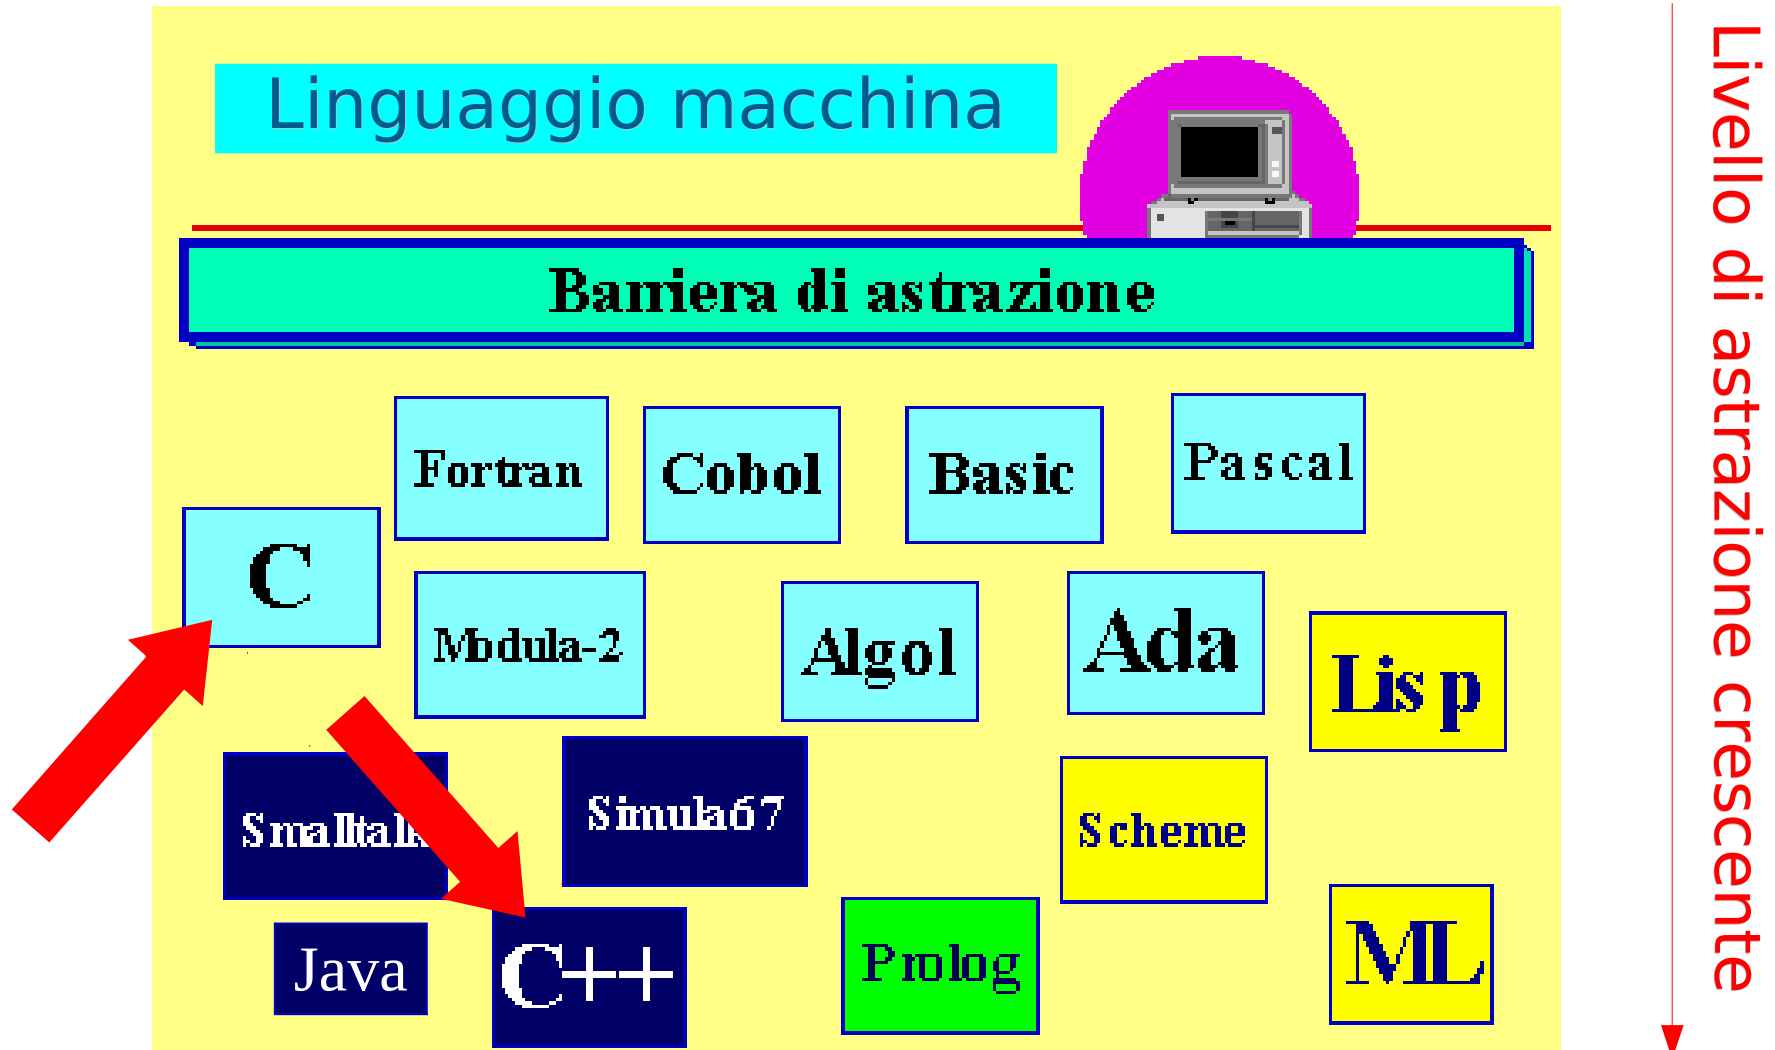 Linguaggio macchina
Barriera di astrazione
Fortran
Cobol
Basic
Pascal
C
Modula-2
Algol
Ada
Lisp
Smalltalk
Simula67
Scheme
Java
C++
Prolog
ML
Livello di astrazione crescente